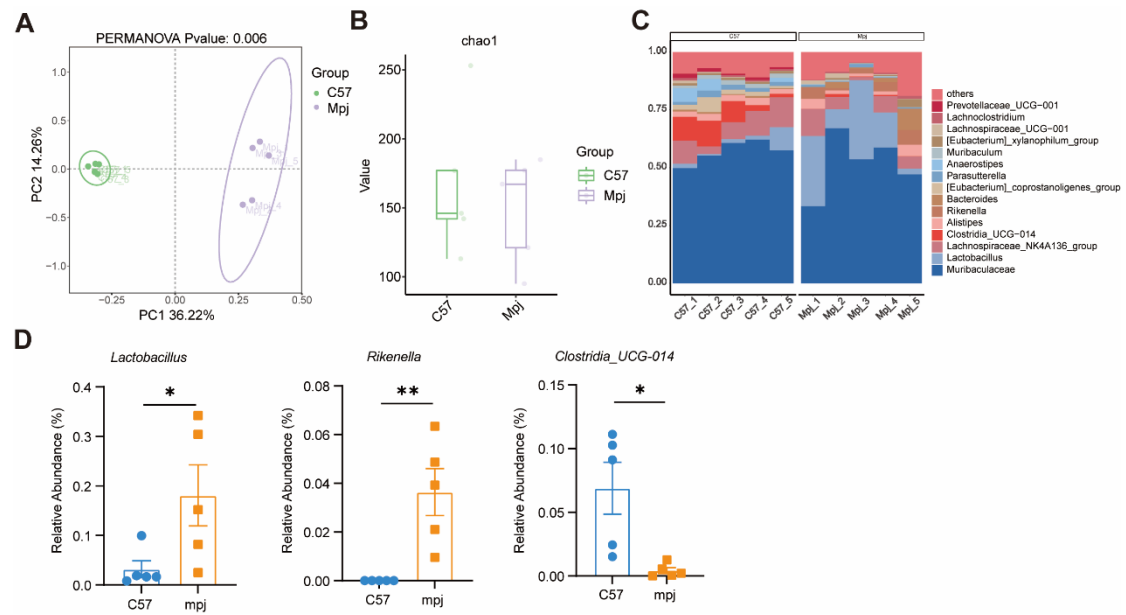 A
PERMANOVA Pvalue: 0.006
PC2 14.26%
1.0
0.5
0.0
−0.5
−1.0
−0.25
0.00
0.25
0.50
PC1 36.22%
Group
C57
Mpj
Mpj_5
Mpj_4
B
chao1
Value
250
200
150
100
C57
Mpj
Group
C57
Mpj
C
C57
Mpj
1.00
0.75
0.50
0.25
0.00
C57_1
C57_2
C57_3
C57_4
C57_5
Mpj_1
Mpj_2
Mpj_3
Mpj_4
Mpj_5
others
Prevotellaceae_UCG−001
Lachnoclostridium
Lachnospiraceae_UCG−001
[Eubacterium]_xylanophilum_group
Muribaculum
Anaerostipes
Parasutterella
[Eubacterium]_coprostanoligenes_group
Bacteroides
Rikenella
Alistipes
Clostridia_UCG−014
Lachnospiraceae_NK4A136_group
Lactobacillus
Muribaculaceae
D
Lactobacillus
Relative Abundance (%)
0.4
0.3
0.2
0.1
0.0
*
C57
mpj
Rikenella
Relative Abundance (%)
0.08
0.06
0.04
0.02
0.00
**
C57
mpj
Clostridia_UCG-014
Relative Abundance (%)
0.15
0.10
0.05
0.00
*
C57
mpj